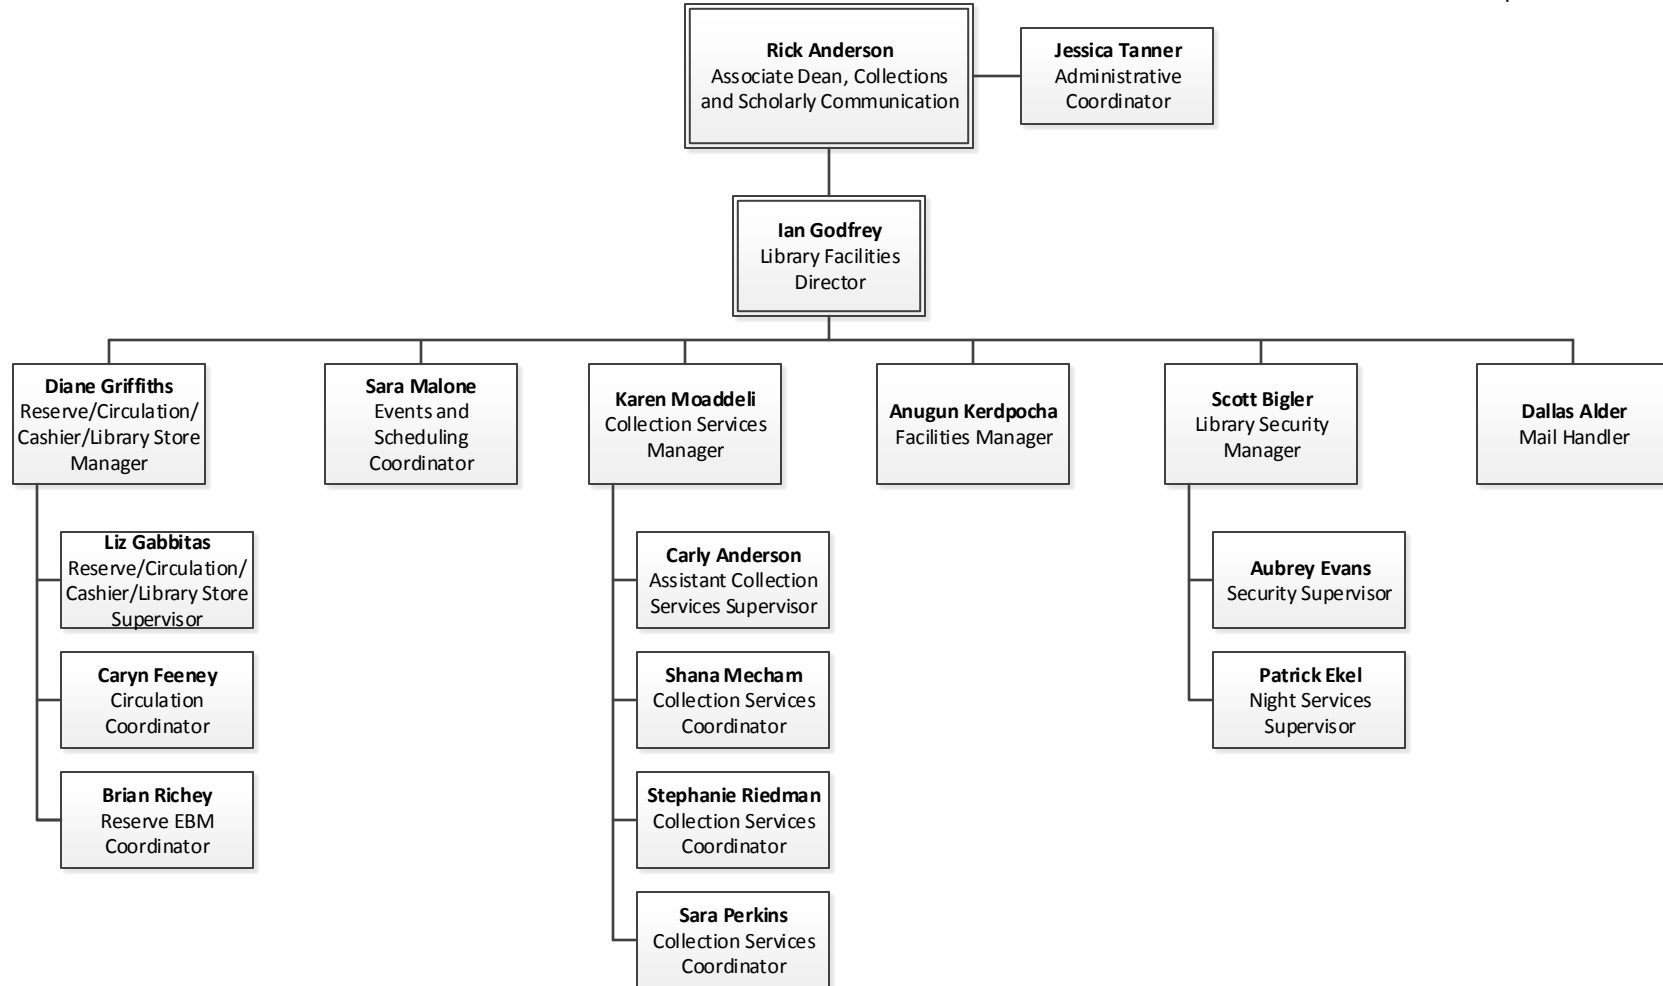 Rick Anderson
Associate Dean, Collections
and Scholarly Communication
Jessica Tanner
Administrative
Coordinator
Ian Godfrey
Library Facilities
Director
Diane Griffiths
Reserve/Circulation/
Cashier/Library Store
Manager
Sara Malone
Events and
Scheduling
Coordinator
Karen Moaddeli
Collection Services
Manager
Anugun Kerdpocha
Facilities Manager
Scott Bigler
Library Security
Manager
Dallas Alder
Mail Handler
Liz Gabbitas
Reserve/Circulation/
Cashier/Library Store
Supervisor
Caryn Feeney
Circulation
Coordinator
Brian Richey
Reserve EBM
Coordinator
Carly Anderson
Assistant Collection
Services Supervisor
Shana Mecham
Collection Services
Coordinator
Stephanie Riedman
Collection Services
Coordinator
Sara Perkins
Collection Services
Coordinator
Aubrey Evans
Security Supervisor
Patrick Ekel
Night Services
Supervisor